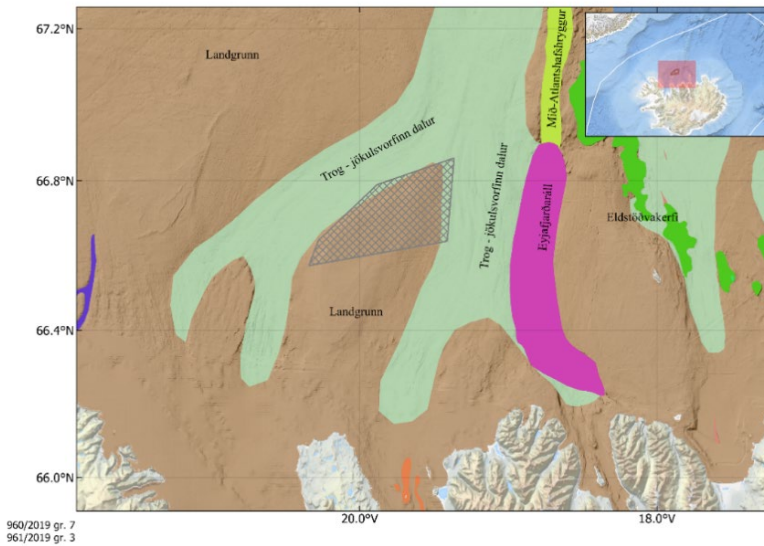 67.2°N
Landgrunn
Mið-Atlantshafshryggur
Trog - jökulsvorfinn dalur
66.8°N
Trog - jökulsvorfinn dalur
Eyjafjarðaráll
Eldstöðvakerfi
Landgrunn
66.4°N
66.0°N
20.0°V
18.0°V
960/2019 gr. 7
961/2019 gr. 3